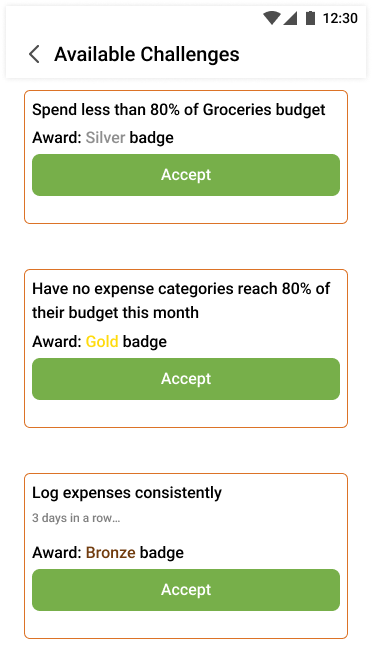 12:30
Available Challenges
Spend less than 80% of Groceries budget
Award: Silver badge
Accept
Have no expense categories reach 80% of
their budget this month
Award: Gold badge
Accept
Log expenses consistently
3 days in a row...
Award: Bronze badge
Accept